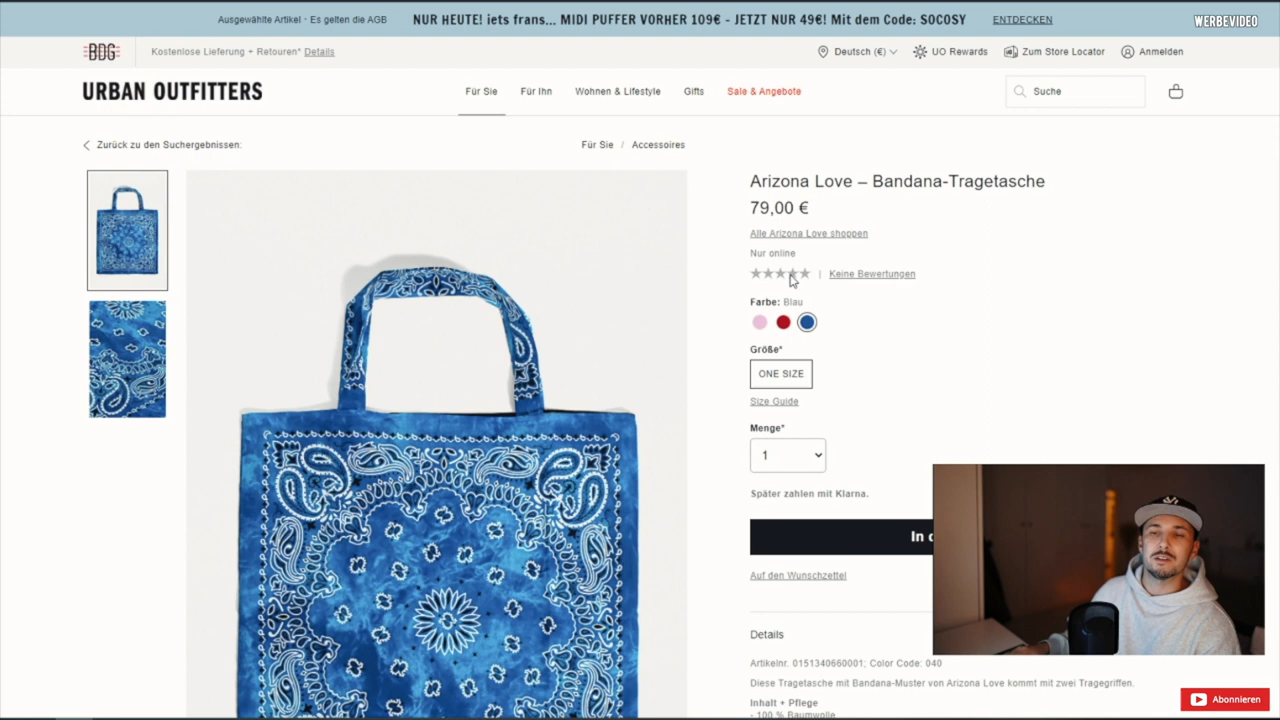 Ausgewählte Artikel · Es gelten die AGB NUR HEUTE! iets frans... MIDI PUFFER VORHER 109€ - JETZT NUR 49€! Mit dem Code: SOCOSY ENTDECKEN
WERBEVIDEO
BDG Kostenlose Lieferung + Retouren* Details Deutsch (€) UO Rewards Zum Store Locator Anmelden
URBAN OUTFITTERS Für Sie Für Ihn Wohnen & Lifestyle Gifts Sale & Angebote Suche
Zurück zu den Suchergebnissen: Für Sie / Accessoires
Arizona Love – Bandana-Tragetasche
79,00 €
Alle Arizona Love shoppen
Nur online
| Keine Bewertungen
Farbe: Blau
Größe*
ONE SIZE
Size Guide
Menge*
1
Später zahlen mit Klarna.
In
Auf den Wunschzettel
Details
Artikelnr. 0151340660001; Color Code: 040
Diese Tragetasche mit Bandana-Muster von Arizona Love kommt mit zwei Tragegriffen.
Inhalt + Pflege
- 100 % Baumwolle
Abonnieren